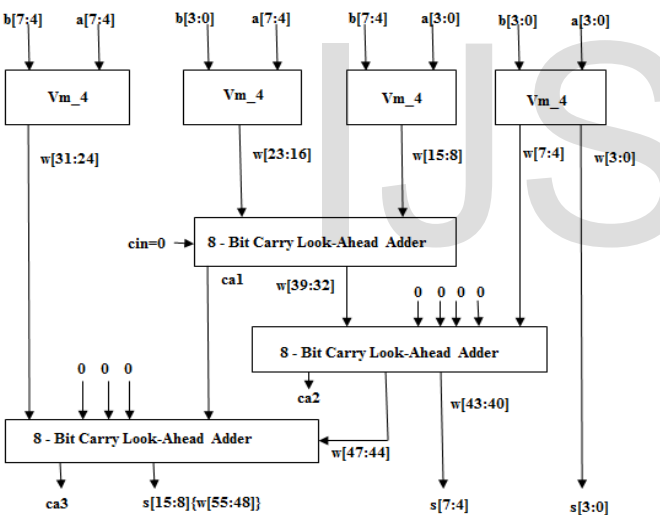 b[7:4] a[7:4] b[3:0] a[7:4] b[7:4] a[3:0] b[3:0] a[3:0]
Vm_4 Vm_4 Vm_4 Vm_4
w[31:24] w[23:16] w[15:8] w[7:4] w[3:0]
cin=0 8 - Bit Carry Look-Ahead Adder
ca1 w[39:32] 0 0 0 0
8 - Bit Carry Look-Ahead Adder
0 0 0
ca2 w[43:40]
8 - Bit Carry Look-Ahead Adder w[47:44]
ca3 s[15:8]{w[55:48]} s[7:4] s[3:0]
IJS